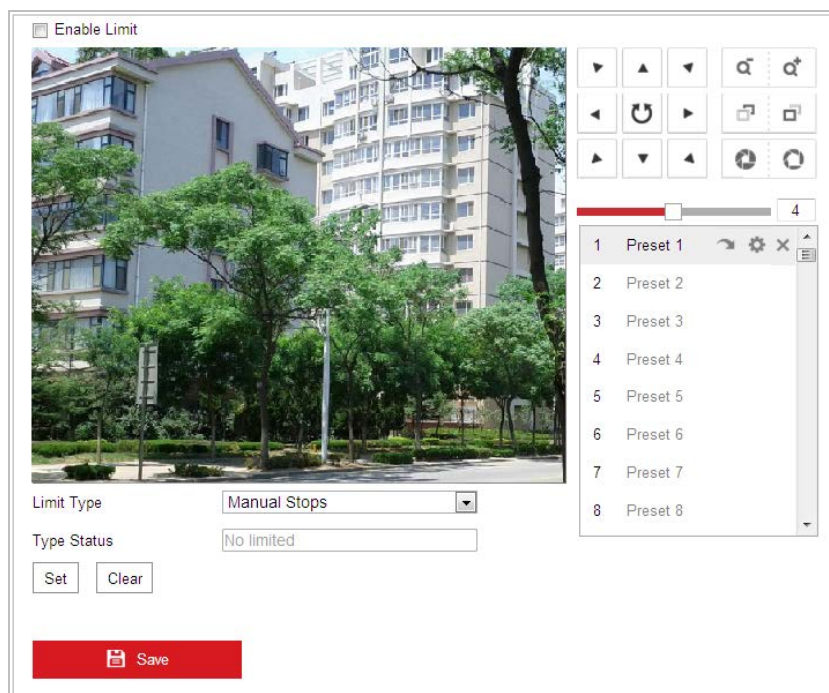 Enable Limit
4
1 Preset 1
2 Preset 2
3 Preset 3
4 Preset 4
5 Preset 5
6 Preset 6
7 Preset 7
8 Preset 8
Limit Type Manual Stops
Type Status No limited
Set Clear
Save